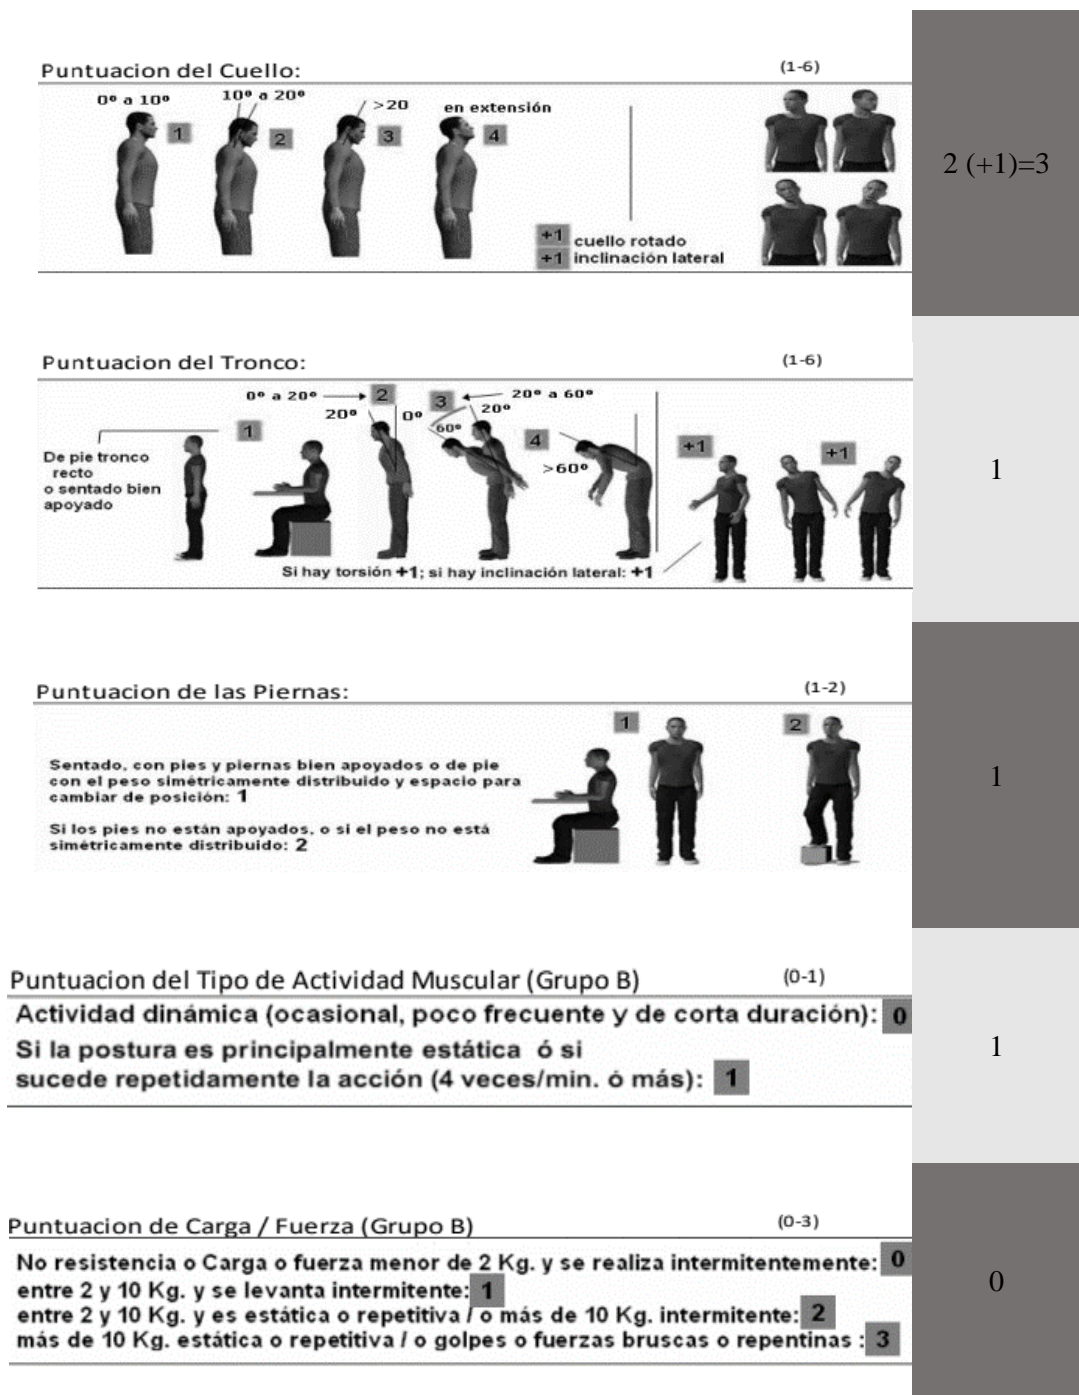 Puntuacion del Cuello:
(1-6)
0º a 10º
10º a 20º
>20
en extensión
1
2
3
4
+1 cuello rotado
+1 inclinación lateral
2 (+1)=3
Puntuacion del Tronco:
(1-6)
0º a 20º
2
3
20º a 60º
20º
0º
60º
20º
1
4
>60º
+1
+1
De pie tronco
recto
o sentado bien
apoyado
Si hay torsión +1; si hay inclinación lateral: +1
1
Puntuacion de las Piernas:
(1-2)
1
2
Sentado, con pies y piernas bien apoyados o de pie
con el peso simétricamente distribuido y espacio para
cambiar de posición: 1
Si los pies no están apoyados, o si el peso no está
simétricamente distribuido: 2
1
Puntuacion del Tipo de Actividad Muscular (Grupo B)
(0-1)
Actividad dinámica (ocasional, poco frecuente y de corta duración): 0
Si la postura es principalmente estática ó si
sucede repetidamente la acción (4 veces/min. ó más): 1
1
Puntuacion de Carga / Fuerza (Grupo B)
(0-3)
No resistencia o Carga o fuerza menor de 2 Kg. y se realiza intermitentemente: 0
entre 2 y 10 Kg. y se levanta intermitente: 1
entre 2 y 10 Kg. y es estática o repetitiva / o más de 10 Kg. intermitente: 2
más de 10 Kg. estática o repetitiva / o golpes o fuerzas bruscas o repentinas : 3
0